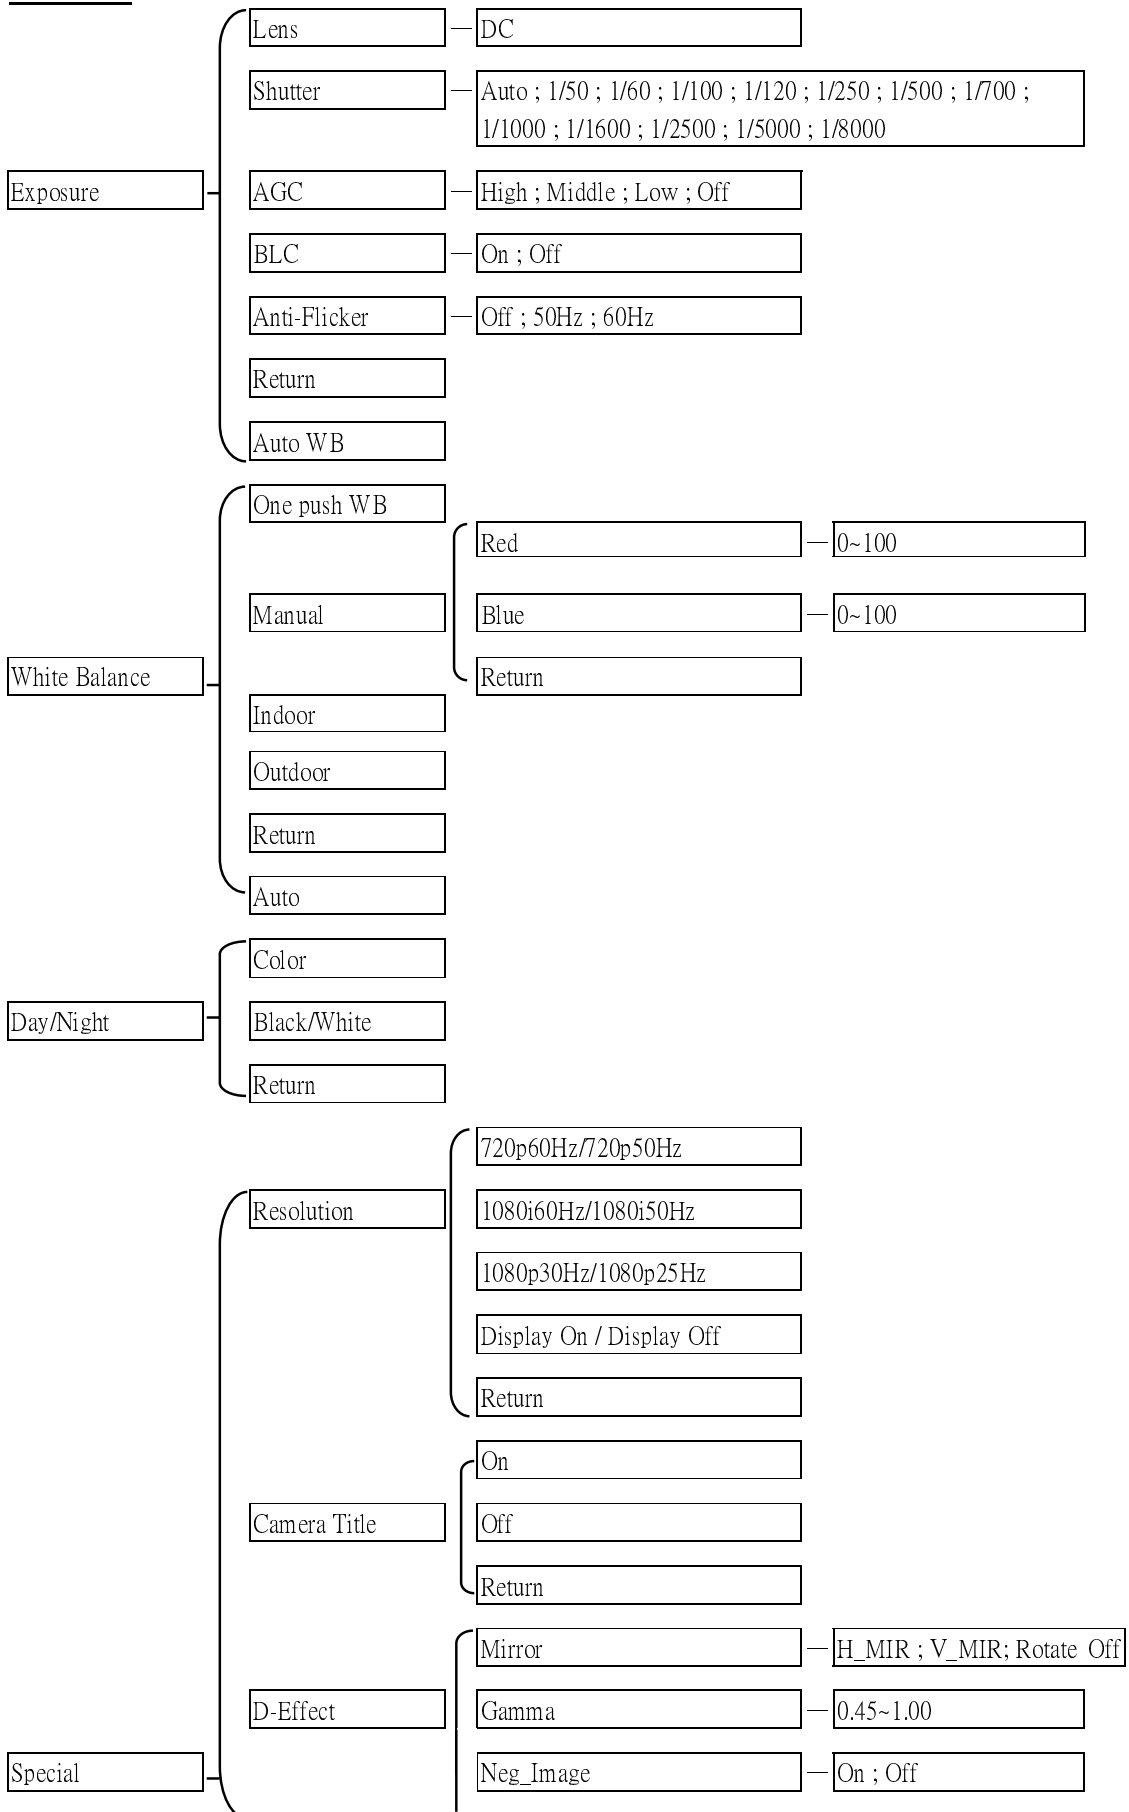 Lens
DC
Shutter
Auto ; 1/50 ; 1/60 ; 1/100 ; 1/120 ; 1/250 ; 1/500 ; 1/700 ;
1/1000 ; 1/1600 ; 1/2500 ; 1/5000 ; 1/8000
Exposure
AGC
High ; Middle ; Low ; Off
BLC
On ; Off
Anti-Flicker
Off ; 50Hz ; 60Hz
Return
Auto WB
One push WB
Red
0~100
Manual
Blue
0~100
White Balance
Return
Indoor
Outdoor
Return
Auto
Color
Day/Night
Black/White
Return
720p60Hz/720p50Hz
Resolution
1080i60Hz/1080i50Hz
1080p30Hz/1080p25Hz
Display On / Display Off
Return
On
Camera Title
Off
Return
Mirror
H_MIR ; V_MIR; Rotate Off
D-Effect
Gamma
0.45~1.00
Special
Neg_Image
On ; Off